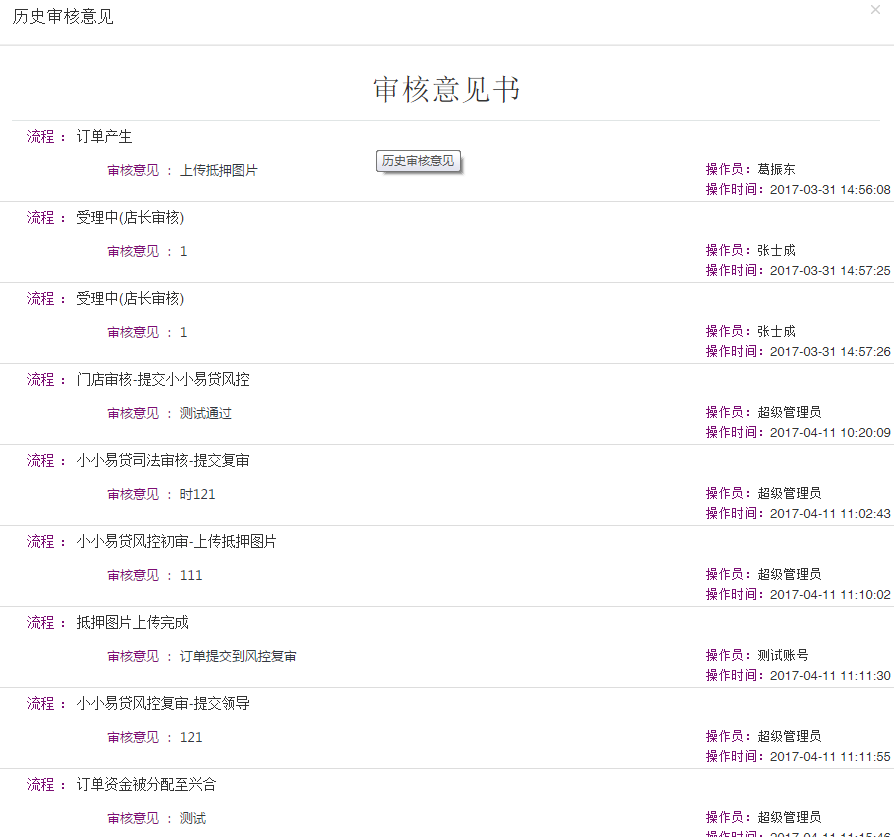 历史审核意见
×
审核意见书
流程 ： 订单产生
历史审核意见
审核意见 ： 上传抵押图片
操作员：葛振东
操作时间：2017-03-31 14:56:08
流程 ： 受理中(店长审核)
审核意见 ： 1
操作员：张士成
操作时间：2017-03-31 14:57:25
流程 ： 受理中(店长审核)
审核意见 ： 1
操作员：张士成
操作时间：2017-03-31 14:57:26
流程 ： 门店审核-提交小小易贷风控
审核意见 ： 测试通过
操作员：超级管理员
操作时间：2017-04-11 10:20:09
流程 ： 小小易贷司法审核-提交复审
审核意见 ： 时121
操作员：超级管理员
操作时间：2017-04-11 11:02:43
流程 ： 小小易贷风控初审-上传抵押图片
审核意见 ： 111
操作员：超级管理员
操作时间：2017-04-11 11:10:02
流程 ： 抵押图片上传完成
审核意见 ： 订单提交到风控复审
操作员：测试账号
操作时间：2017-04-11 11:11:30
流程 ： 小小易贷风控复审-提交领导
审核意见 ： 121
操作员：超级管理员
操作时间：2017-04-11 11:11:55
流程 ： 订单资金被分配至兴合
审核意见 ： 测试
操作员：超级管理员
操作时间：2017-04-11 11:15:46